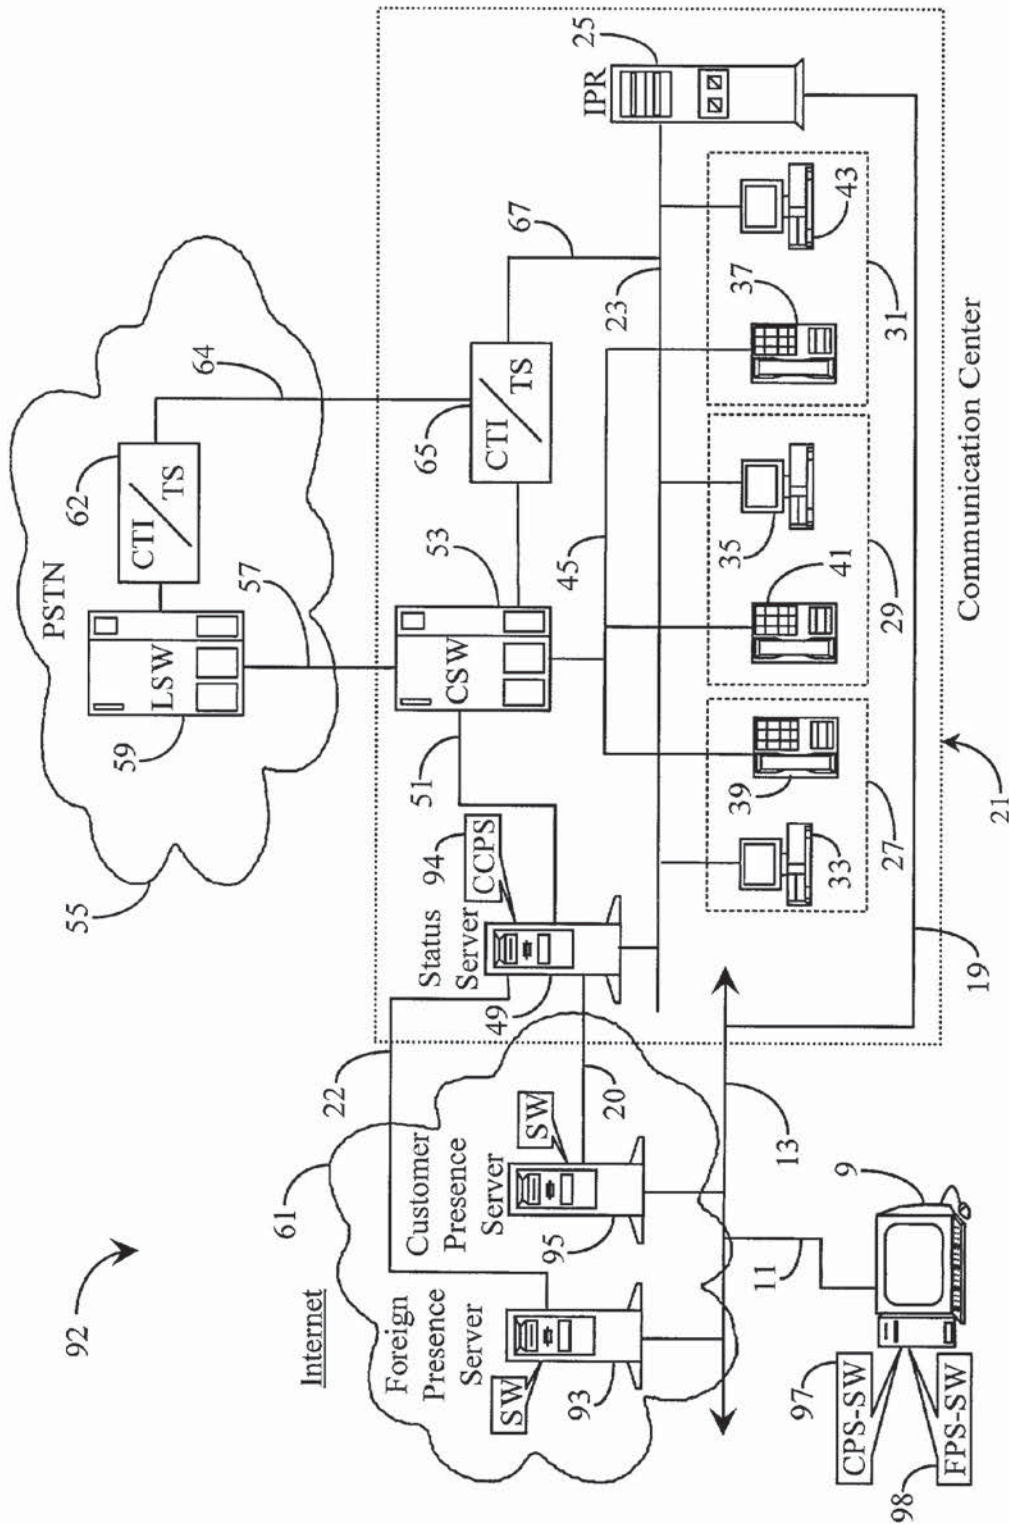 92
Internet
61
Foreign
Presence
Server
SW
93
Customer
Presence
Server
SW
95
22
20
Status
Server
94
CCPS
49
51
55
PSTN
LSW
59
CTI
TS
62
57
64
CSW
53
CTI
TS
65
67
45
23
IPR
25
33
39
27
41
35
29
37
43
31
13
11
9
19
21
97
CPS-SW
98
FPS-SW
Communication Center